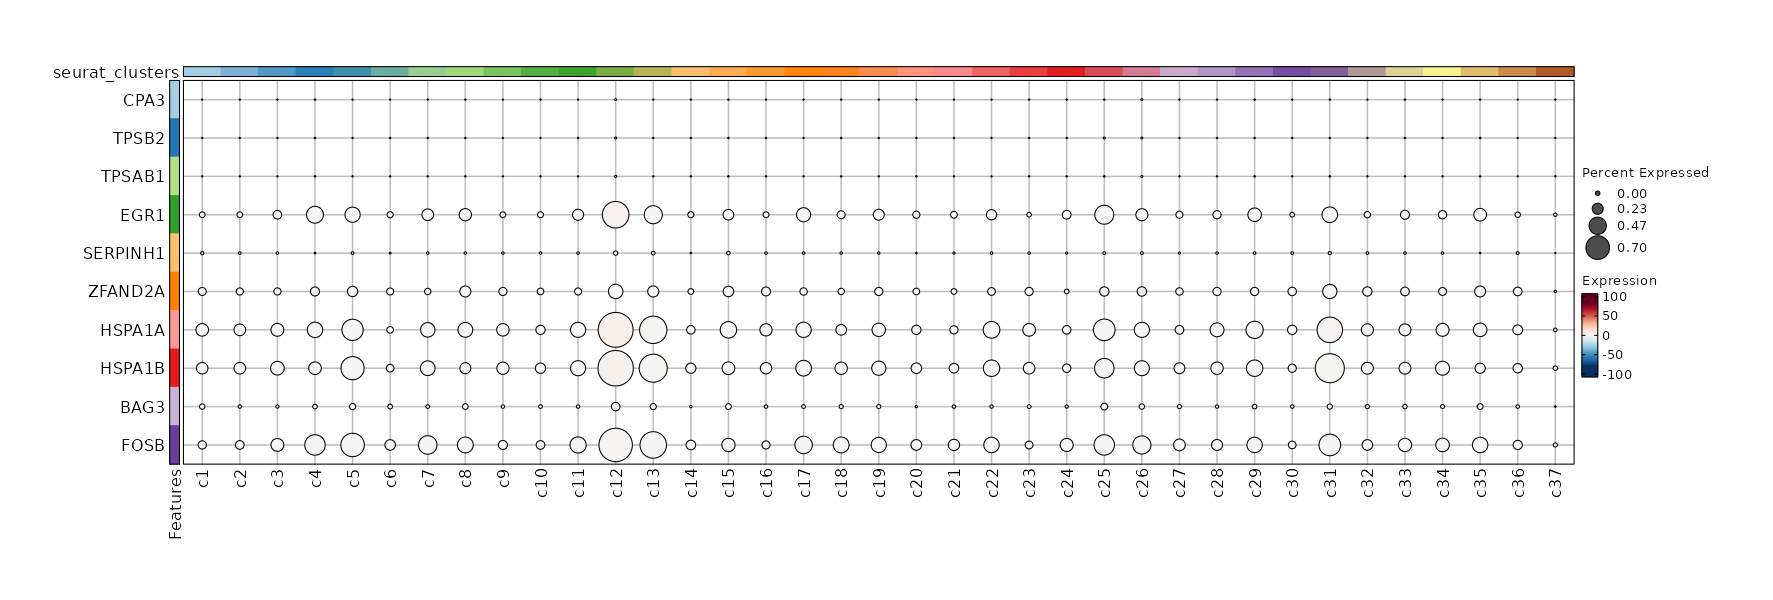 seurat_clusters
CPA3
TPSB2
TPSAB1
EGR1
SERPINH1
ZFAND2A
HSPA1A
HSPA1B
BAG3
FOSB
Features
c1 c2 c3 c4 c5 c6 c7 c8 c9 c10 c11 c12 c13 c14 c15 c16 c17 c18 c19 c20 c21 c22 c23 c24 c25 c26 c27 c28 c29 c30 c31 c32 c33 c34 c35 c36 c37
Percent Expressed
0.00
0.23
0.47
0.70
Expression
100
50
0
-50
-100